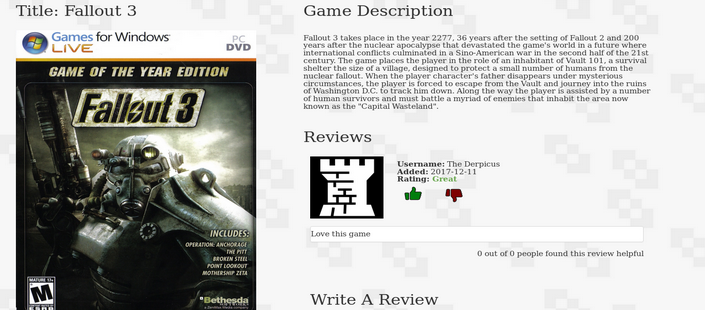 Title: Fallout 3
Games for Windows
LIVE
PC
DVD
GAME OF THE YEAR EDITION
Fallout 3
INCLUDES:
OPERATION: ANCHORAGE
THE PITT
BROKEN STEEL
POINT LOOKOUT
MOTHERSHIP ZETA
MATURE 17+
M
ESRB
Bethesda
Game Description
Fallout 3 takes place in the year 2277, 36 years after the setting of Fallout 2 and 200
years after the nuclear apocalypse that devastated the game's world in a future where
international conflicts culminated in a Sino-American war in the second half of the 21st
century. The game places the player in the role of an inhabitant of Vault 101, a survival
shelter the size of a village, designed to protect a small number of humans from the
nuclear fallout. When the player character's father disappears under mysterious
circumstances, the player is forced to escape from the Vault and journey into the ruins
of Washington D.C. to track him down. Along the way the player is assisted by a number
of human survivors and must battle a myriad of enemies that inhabit the area now
known as the "Capital Wasteland".
Reviews
Username: The Derpicus
Added: 2017-12-11
Rating: Great
Love this game
0 out of 0 people found this review helpful
Write A Review